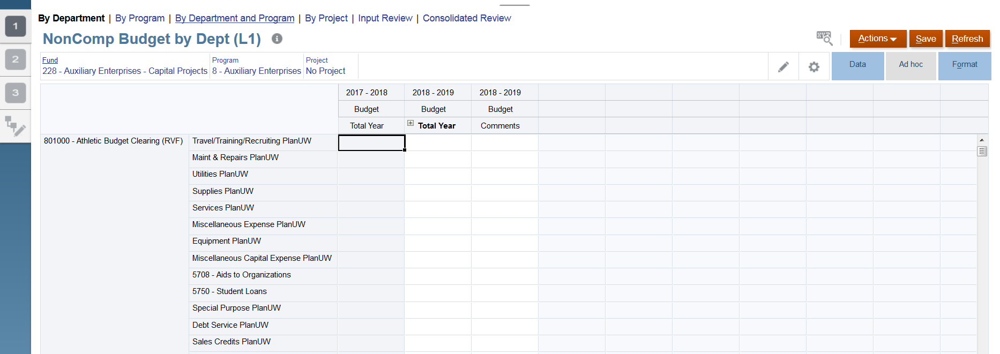 By Department | By Program | By Department and Program | By Project | Input Review | Consolidated Review
1
NonComp Budget by Dept (L1)
Actions Save Refresh
Fund Program Project
228 - Auxiliary Enterprises - Capital Projects 8 - Auxiliary Enterprises No Project
Data Ad hoc Format
2
3
2017 - 2018 2018 - 2019 2018 - 2019
Budget Budget Budget
Total Year Total Year Comments
801000 - Athletic Budget Clearing (RVF) Travel/Training/Recruiting PlanUW
Maint & Repairs PlanUW
Utilities PlanUW
Supplies PlanUW
Services PlanUW
Miscellaneous Expense PlanUW
Equipment PlanUW
Miscellaneous Capital Expense PlanUW
5708 - Aids to Organizations
5750 - Student Loans
Special Purpose PlanUW
Debt Service PlanUW
Sales Credits PlanUW